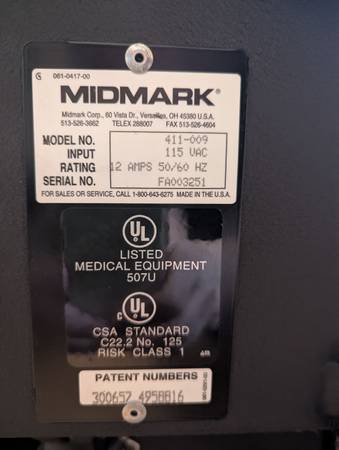 061-0417-00
MIDMARK®
Midmark Corp., 60 Vista Dr., Versailles, OH 45380 U.S.A.
513-526-3662 TELEX 288007 FAX 513-526-4604
MODEL NO. 411-009
INPUT 115 VAC
RATING 12 AMPS 50/60 HZ
SERIAL NO. FA003251
FOR SALES OR SERVICE, CALL 1-800-643-6275 MADE IN THE U.S.A.
UL
LISTED
MEDICAL EQUIPMENT
507U
C UL
CSA STANDARD
C22.2 No. 125
RISK CLASS 1
PATENT NUMBERS
300657 4958816